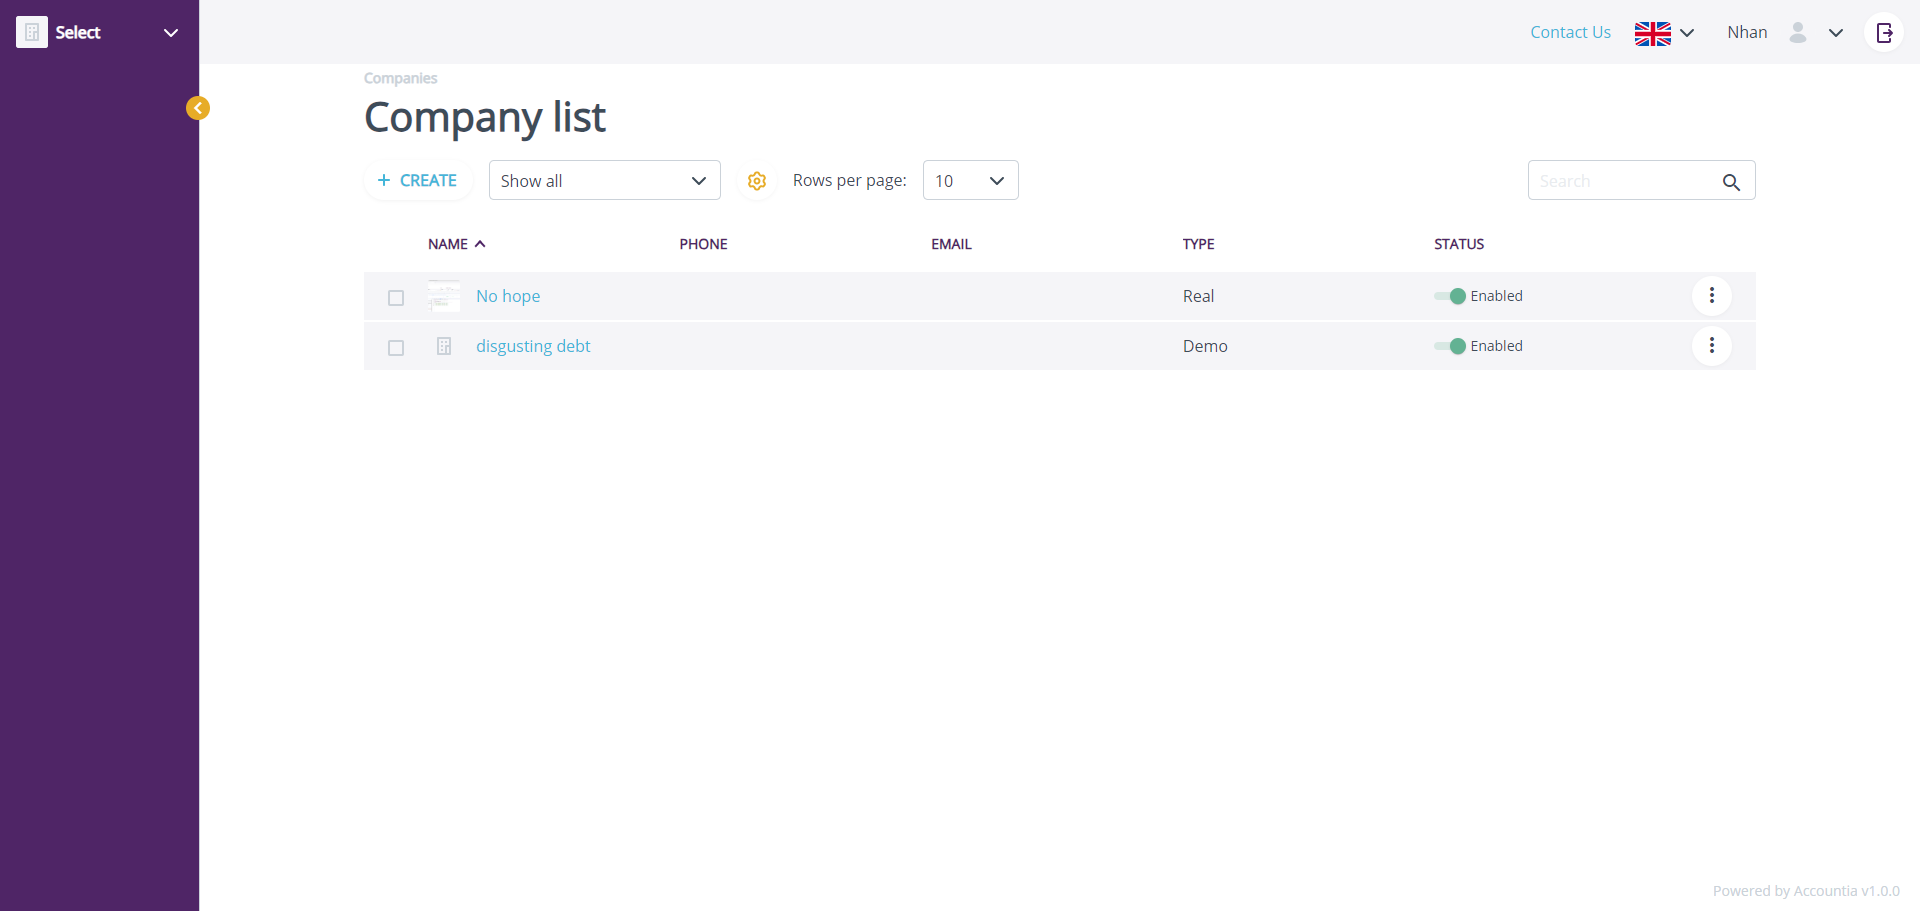 Select
Contact Us Nhan
Companies
Company list
+ CREATE Show all Rows per page: 10 Search
NAME PHONE EMAIL TYPE STATUS
No hope Real Enabled
disgusting debt Demo Enabled
Powered by Accountia v1.0.0